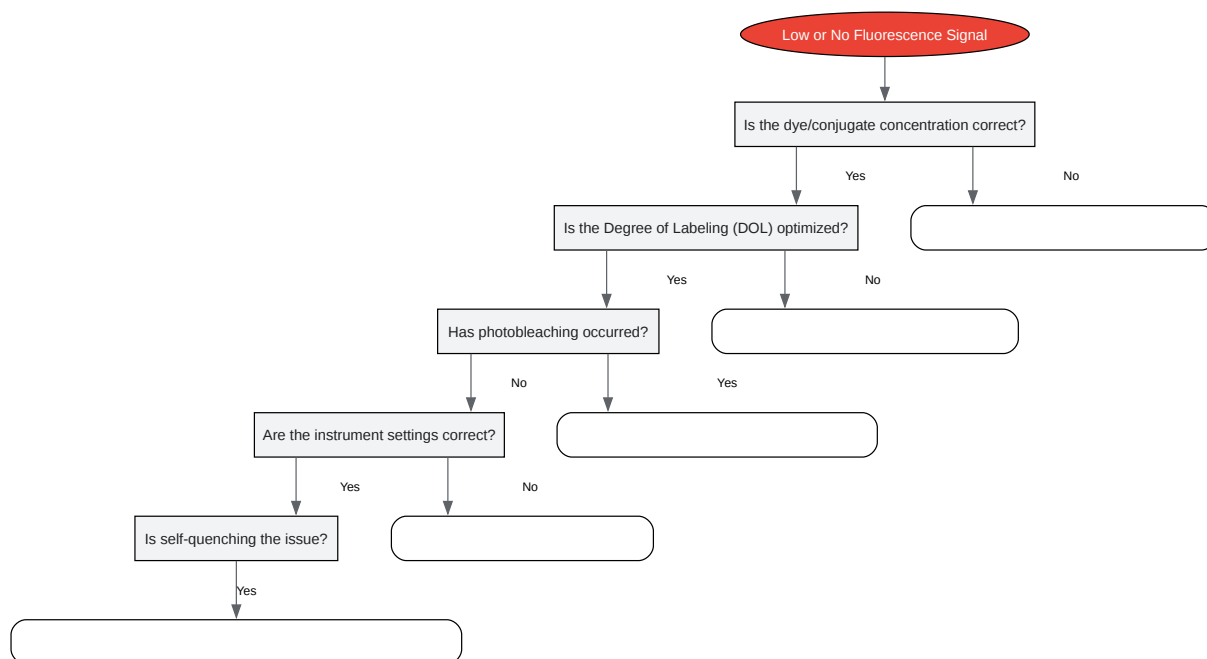 Low or No Fluorescence Signal
Is the dye/conjugate concentration correct?
Yes
No
Is the Degree of Labeling (DOL) optimized?
Yes
No
Has photobleaching occurred?
No
Yes
Are the instrument settings correct?
Yes
No
Is self-quenching the issue?
Yes